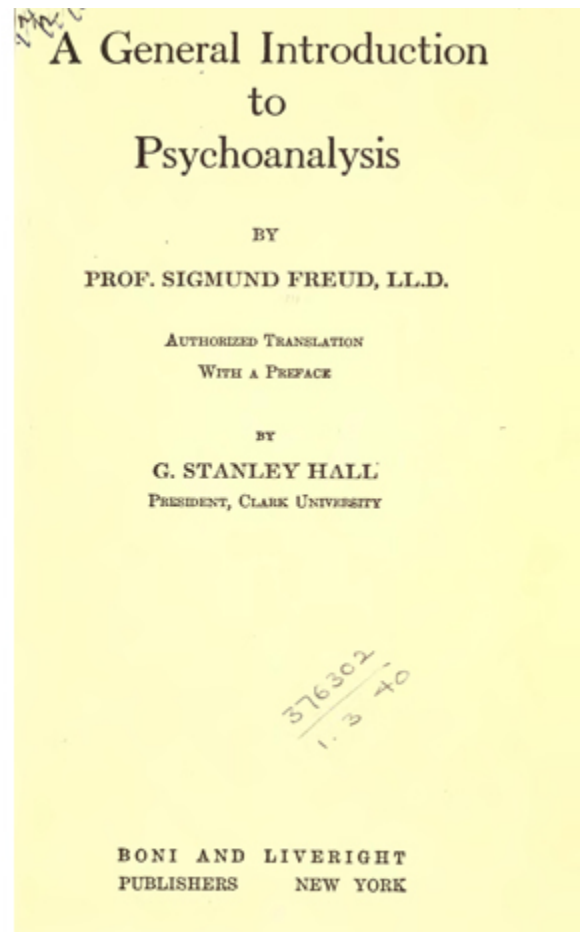 A General Introduction
to
Psychoanalysis
BY
PROF. SIGMUND FREUD, LL.D.
AUTHORIZED TRANSLATION
WITH A PREFACE
BY
G. STANLEY HALL
PRESIDENT, CLARK UNIVERSITY
376302
1. 3 40
BONI AND LIVERIGHT
PUBLISHERS NEW YORK